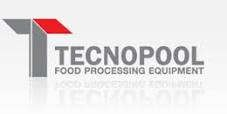 TECNOPOOL
FOOD PROCESSING EQUIPMENT